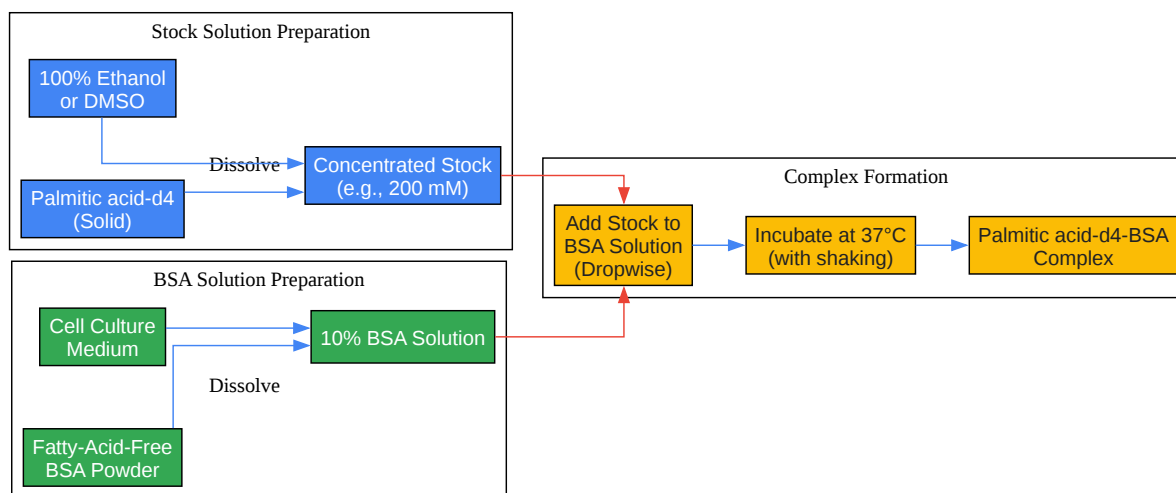 Stock Solution Preparation
100% Ethanol
or DMSO
Dissolve
Palmitic acid-d4
(Solid)
Concentrated Stock
(e.g., 200 mM)
BSA Solution Preparation
Cell Culture
Medium
10% BSA Solution
Dissolve
Fatty-Acid-Free
BSA Powder
Complex Formation
Add Stock to
BSA Solution
(Dropwise)
Incubate at 37°C
(with shaking)
Palmitic acid-d4-BSA
Complex